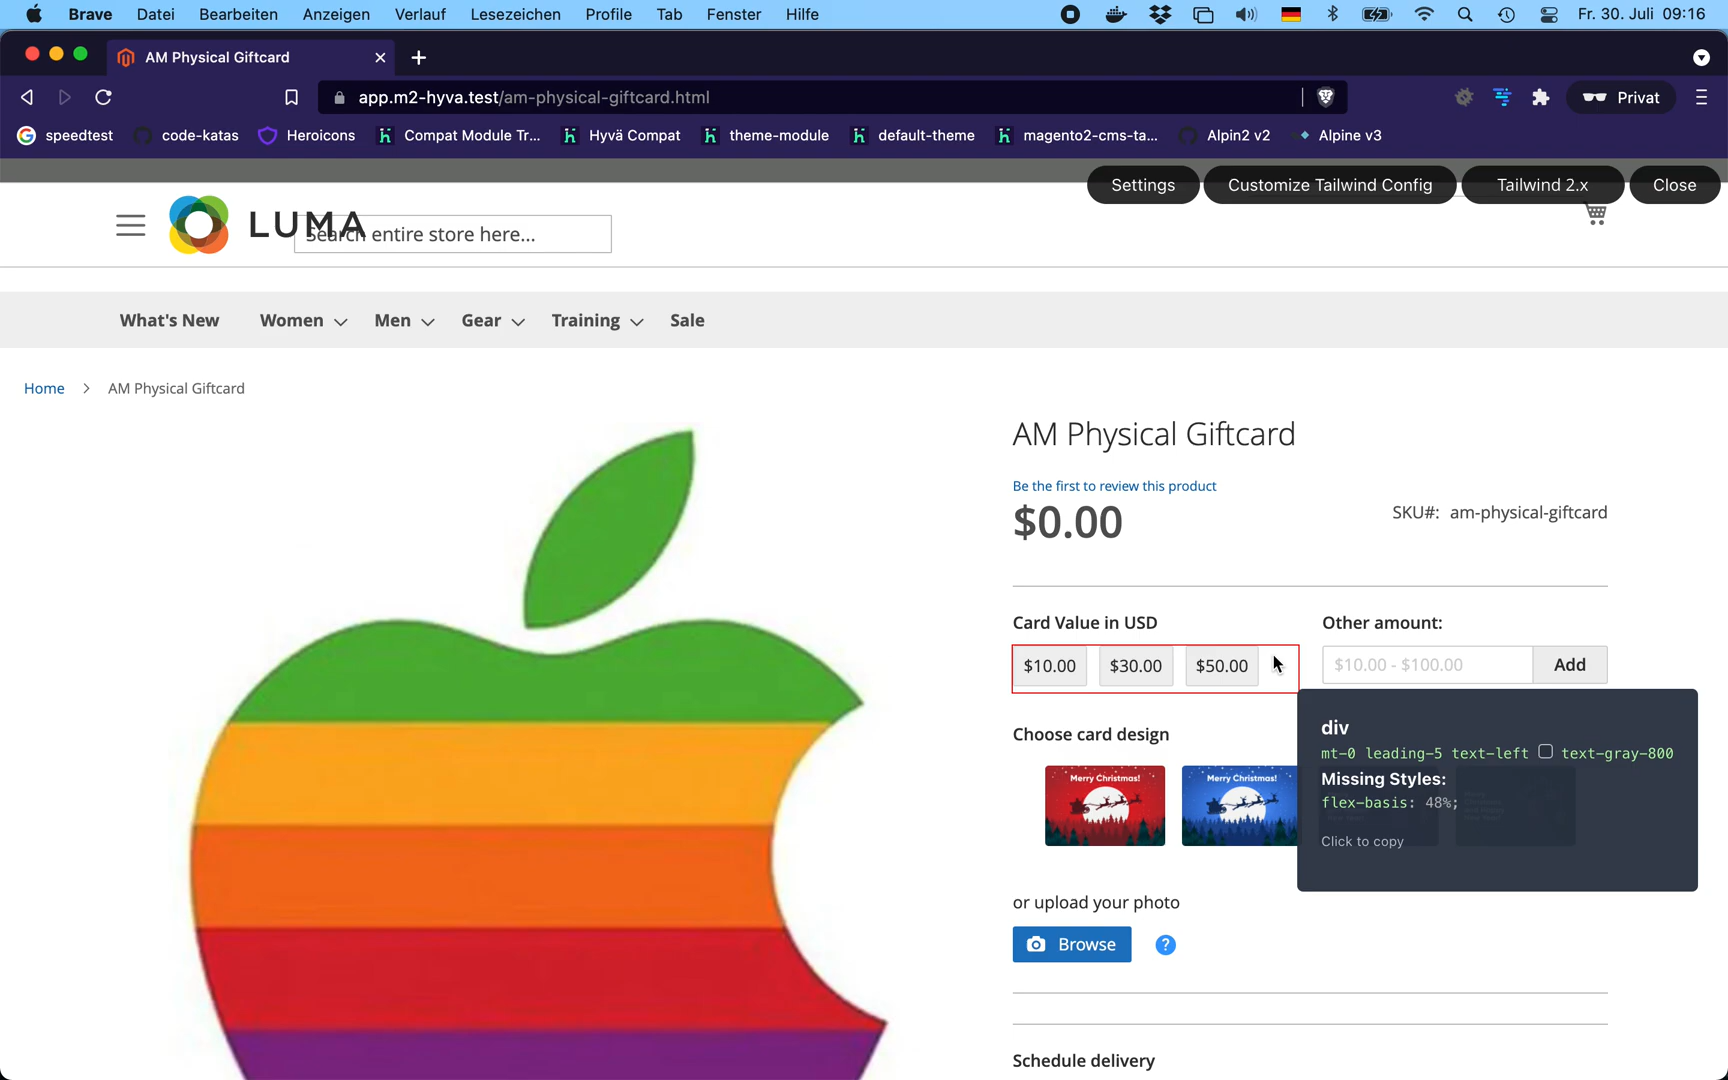 Brave Datei Bearbeiten Anzeigen Verlauf Lesezeichen Profile Tab Fenster Hilfe Fr. 30. Juli 09:16
AM Physical Giftcard
app.m2-hyva.test/am-physical-giftcard.html Privat
speedtest code-katas Heroicons Compat Module Tr... Hyvä Compat theme-module default-theme magento2-cms-ta... Alpin2 v2 Alpine v3
Settings Customize Tailwind Config Tailwind 2.x Close
LUMA
Search entire store here...
What's New Women Men Gear Training Sale
Home > AM Physical Giftcard
AM Physical Giftcard
Be the first to review this product
$0.00
SKU#: am-physical-giftcard
Card Value in USD Other amount:
$10.00 $30.00 $50.00 $10.00 - $100.00 Add
div
mt-0 leading-5 text-left text-gray-800
Missing Styles:
flex-basis: 48%;
Click to copy
Choose card design
Merry Christmas! Merry Christmas!
or upload your photo
Browse ?
Schedule delivery